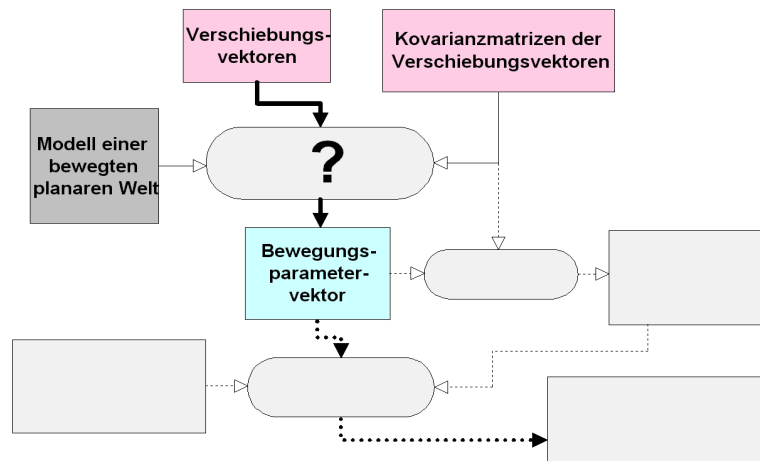 Verschiebungs-
vektoren
Kovarianzmatrizen der
Verschiebungsvektoren
Modell einer
bewegten
planaren Welt
?
Bewegungs-
parameter-
vektor